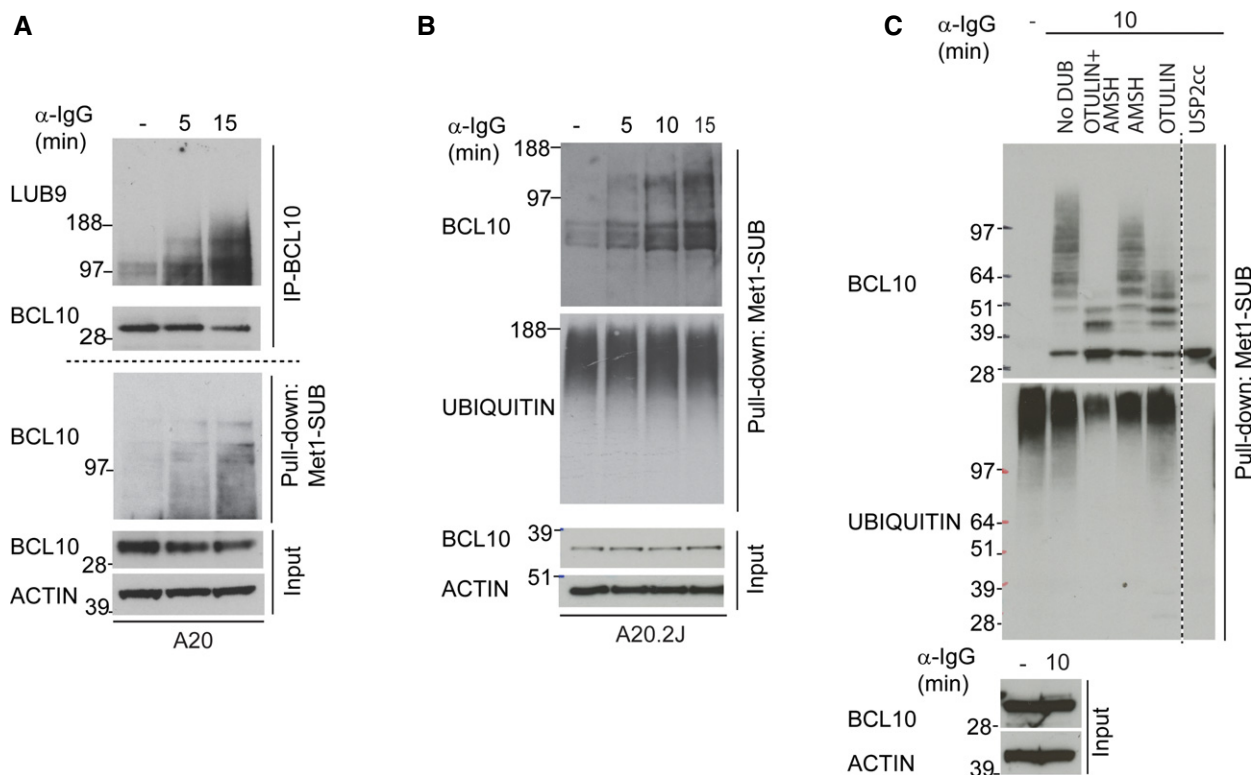 A
α-IgG
(min)
- 5 15
LUB9
188
97
IP-BCL10
BCL10
28
BCL10
97
Pull-down:
Met1-SUB
BCL10
28
ACTIN
39
Input
A20
B
α-IgG
(min)
- 5 10 15
188
97
BCL10
188
UBIQUITIN
Pull-down: Met1-SUB
BCL10
39
ACTIN
51
Input
A20.2J
C
α-IgG
(min)
- 10
No DUB
OTULIN+
AMSH
AMSH
OTULIN
USP2cc
97
64
51
39
28
BCL10
97
64
51
39
28
UBIQUITIN
Pull-down: Met1-SUB
α-IgG
(min)
- 10
BCL10
28
ACTIN
39
Input